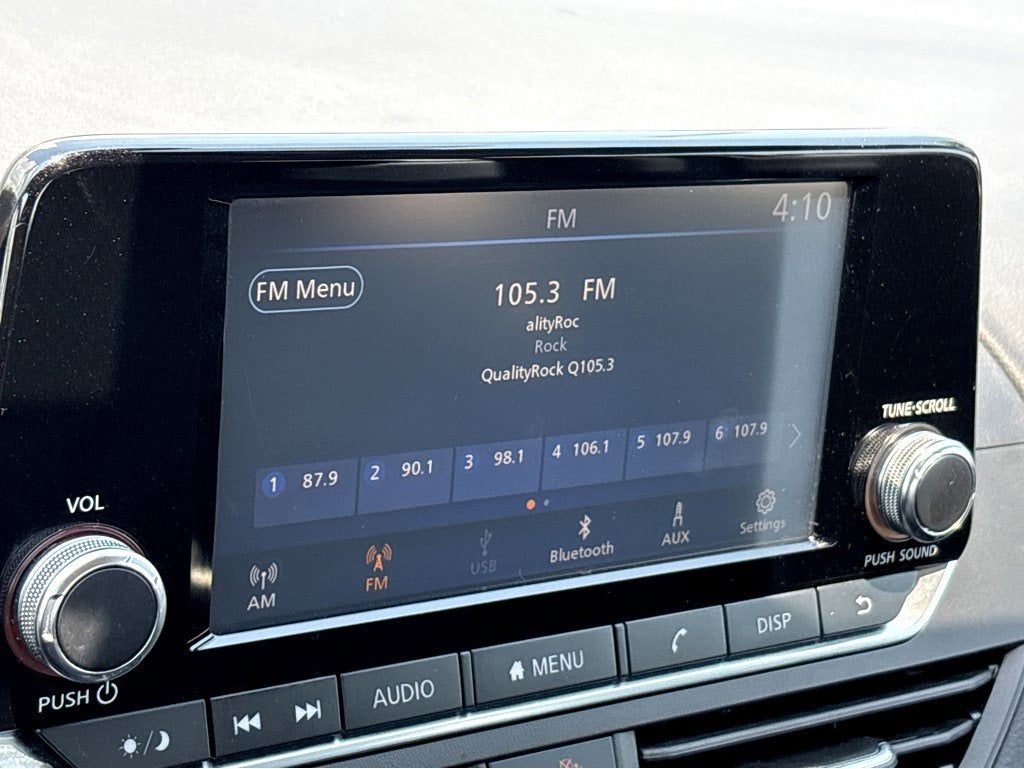 FM
4:10
FM Menu
105.3 FM
alityRoc
Rock
QualityRock Q105.3
1 87.9 2 90.1 3 98.1 4 106.1 5 107.9 6 107.9
AM FM USB Bluetooth AUX Settings
VOL
PUSH
TUNE·SCROLL
PUSH SOUND
AUDIO MENU DISP